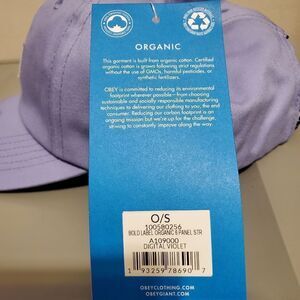 ORGANIC
This garment is built from organic cotton. Certified
organic cotton is grown following strict regulations
without the use of GMOs, harmful pesticides, or
synthetic fertilizers.
OBEY is committed to reducing its environmental
footprint wherever possible—from choosing
sustainable and socially responsible manufacturing
techniques to delivering our clothing to you, the end
consumer. Reducing our carbon footprint is an
ongoing mission but we're up for the challenge,
striving to constantly improve along the way.
O/S
100580256
BOLD LABEL ORGANIC 6 PANEL STR
A109000
DIGITAL VIOLET
1 93259 78690 7
OBEYCLOTHING.COM
OBEYGIANT.COM